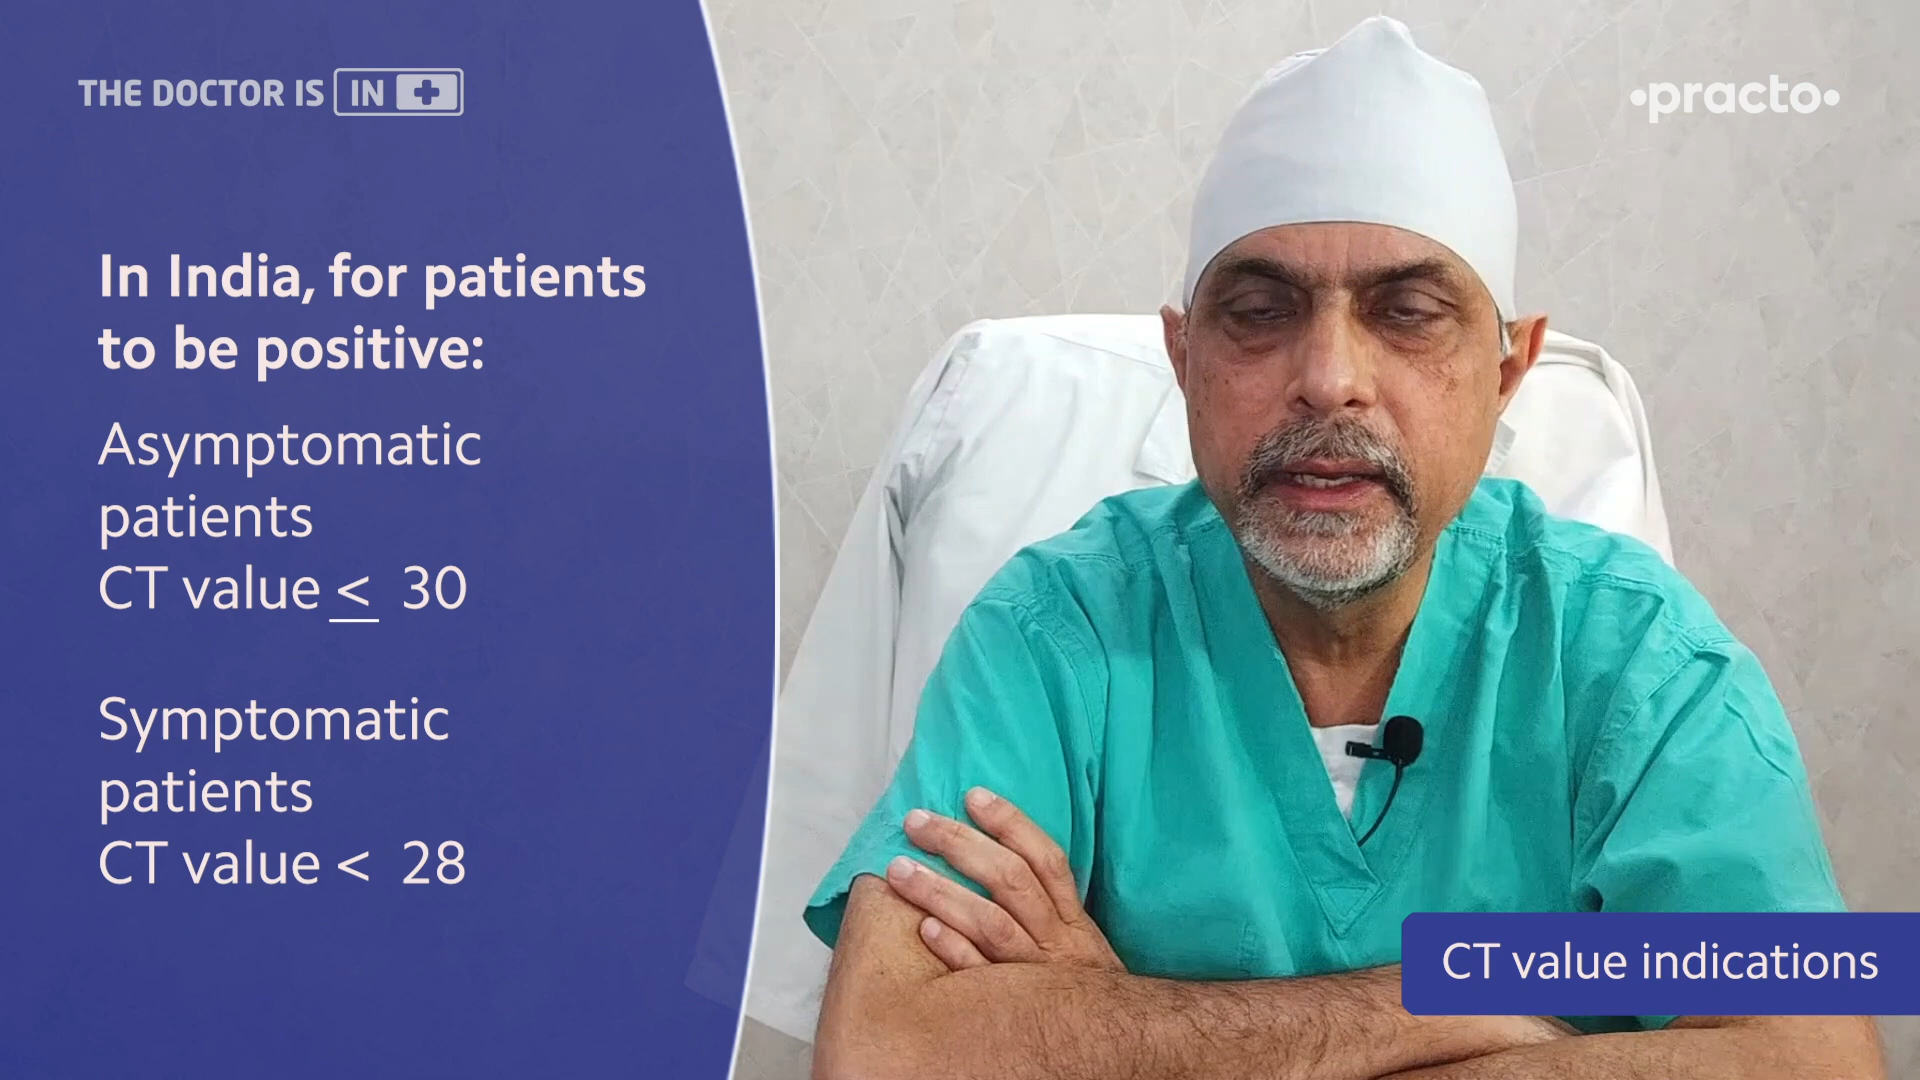 THE DOCTOR IS IN
•practo•
In India, for patients
to be positive:
Asymptomatic
patients
CT value < 30
Symptomatic
patients
CT value < 28
CT value indications